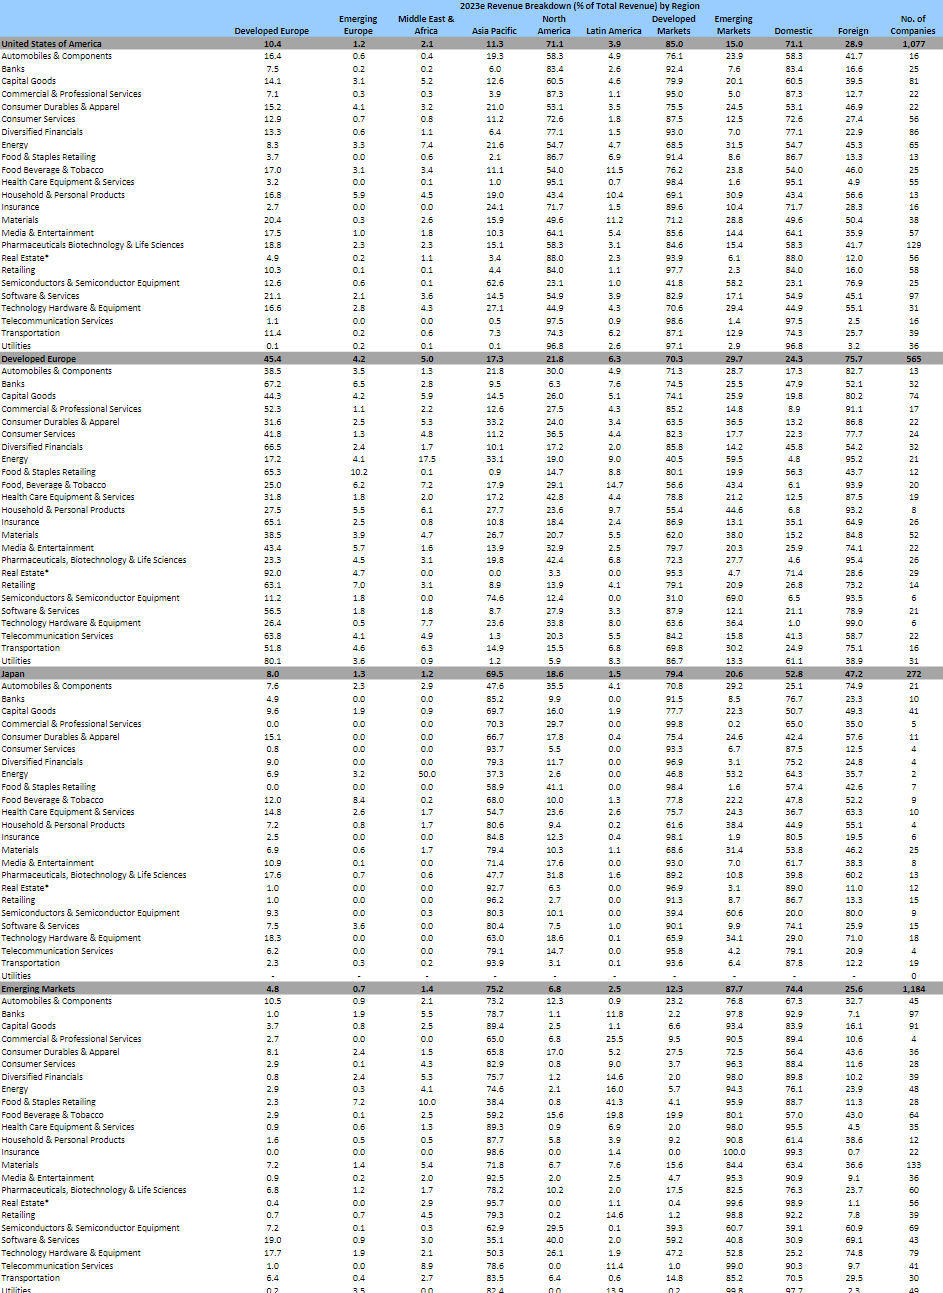 2023e Revenue Breakdown (% of Total Revenue) by Region
Emerging Middle East & North Developed Emerging No. of
Developed Europe Europe Africa Asia Pacific America Latin America Markets Markets Domestic Foreign Companies
United States of America 10.4 1.2 2.1 11.3 71.1 3.9 85.0 15.0 71.1 28.9 1,077
Automobiles & Components 16.4 0.6 0.4 19.3 58.3 4.9 76.1 23.9 58.3 41.7 16
Banks 7.5 0.2 0.2 6.0 83.4 2.6 92.4 7.6 83.4 16.6 25
Capital Goods 14.1 3.1 5.2 12.6 60.5 4.6 79.9 20.1 60.5 39.5 81
Commercial & Professional Services 7.1 0.3 0.3 3.9 87.3 1.1 95.0 5.0 87.3 12.7 22
Consumer Durables & Apparel 15.2 4.1 3.2 21.0 53.1 3.5 75.5 24.5 53.1 46.9 22
Consumer Services 12.9 0.7 0.8 11.2 72.6 1.8 87.5 12.5 72.6 27.4 56
Diversified Financials 13.3 0.6 1.1 6.4 77.1 1.5 93.0 7.0 77.1 22.9 86
Energy 8.3 3.3 7.4 21.6 54.7 4.7 68.5 31.5 54.7 45.3 65
Food & Staples Retailing 3.7 0.0 0.6 2.1 86.7 6.9 91.4 8.6 86.7 13.3 13
Food Beverage & Tobacco 17.0 3.1 3.4 11.1 54.0 11.5 76.2 23.8 54.0 46.0 25
Health Care Equipment & Services 3.2 0.0 0.1 1.0 95.1 0.7 98.4 1.6 95.1 4.9 55
Household & Personal Products 16.8 5.9 4.5 19.0 43.4 10.4 69.1 30.9 43.4 56.6 13
Insurance 2.7 0.0 0.0 24.1 71.7 1.5 89.6 10.4 71.7 28.3 16
Materials 20.4 0.3 2.6 15.9 49.6 11.2 71.2 28.8 49.6 50.4 38
Media & Entertainment 17.5 1.0 1.8 10.3 64.1 5.4 85.6 14.4 64.1 35.9 57
Pharmaceuticals Biotechnology & Life Sciences 18.8 2.3 2.3 15.1 58.3 3.1 84.6 15.4 58.3 41.7 129
Real Estate* 4.9 0.2 1.1 3.4 88.0 2.3 93.9 6.1 88.0 12.0 56
Retailing 10.3 0.1 0.1 4.4 84.0 1.1 97.7 2.3 84.0 16.0 58
Semiconductors & Semiconductor Equipment 12.6 0.6 0.1 62.6 23.1 1.0 41.8 58.2 23.1 76.9 25
Software & Services 21.1 2.1 3.6 14.5 54.9 3.9 82.9 17.1 54.9 45.1 97
Technology Hardware & Equipment 16.6 2.8 4.3 27.1 44.9 4.3 70.6 29.4 44.9 55.1 31
Telecommunication Services 1.1 0.0 0.0 0.5 97.5 0.9 98.6 1.4 97.5 2.5 16
Transportation 11.4 0.2 0.6 7.3 74.3 6.2 87.1 12.9 74.3 25.7 39
Utilities 0.1 0.2 0.1 0.1 96.8 2.6 97.1 2.9 96.8 3.2 36
Developed Europe 45.4 4.2 5.0 17.3 21.8 6.3 70.3 29.7 24.3 75.7 565
Automobiles & Components 38.5 3.5 1.3 21.8 30.0 4.9 71.3 28.7 17.3 82.7 13
Banks 67.2 6.5 2.8 9.5 6.3 7.6 74.5 25.5 47.9 52.1 32
Capital Goods 44.3 4.2 5.9 14.5 26.0 5.1 74.1 25.9 19.8 80.2 74
Commercial & Professional Services 52.3 1.1 2.2 12.6 27.5 4.3 85.2 14.8 8.9 91.1 17
Consumer Durables & Apparel 31.6 2.5 5.3 33.2 24.0 3.4 63.5 36.5 13.2 86.8 22
Consumer Services 41.8 1.3 4.8 11.2 36.5 4.4 82.3 17.7 22.3 77.7 24
Diversified Financials 66.5 2.4 1.7 10.1 17.2 2.0 85.8 14.2 45.8 54.2 32
Energy 17.2 4.1 17.5 33.1 19.0 9.0 40.5 59.5 4.8 95.2 21
Food & Staples Retailing 65.3 10.2 0.1 0.9 14.7 8.8 80.1 19.9 56.3 43.7 12
Food, Beverage & Tobacco 25.0 6.2 7.2 17.9 29.1 14.7 56.6 43.4 6.1 93.9 20
Health Care Equipment & Services 31.8 1.8 2.0 17.2 42.8 4.4 78.8 21.2 12.5 87.5 19
Household & Personal Products 27.5 5.5 6.1 27.7 23.6 9.7 55.4 44.6 6.8 93.2 8
Insurance 65.1 2.5 0.8 10.8 18.4 2.4 86.9 13.1 35.1 64.9 26
Materials 38.5 3.9 4.7 26.7 20.7 5.5 62.0 38.0 15.2 84.8 52
Media & Entertainment 43.4 5.7 1.6 13.9 32.9 2.5 79.7 20.3 25.9 74.1 22
Pharmaceuticals, Biotechnology & Life Sciences 23.3 4.5 3.1 19.8 42.4 6.8 72.3 27.7 4.6 95.4 26
Real Estate* 92.0 4.7 0.0 0.0 3.3 0.0 95.3 4.7 71.4 28.6 29
Retailing 63.1 7.0 3.1 8.9 13.9 4.1 79.1 20.9 26.8 73.2 14
Semiconductors & Semiconductor Equipment 11.2 1.8 0.0 74.6 12.4 0.0 31.0 69.0 6.5 93.5 6
Software & Services 56.5 1.8 1.8 8.7 27.9 3.3 87.9 12.1 21.1 78.9 21
Technology Hardware & Equipment 26.4 0.5 7.7 23.6 33.8 8.0 63.6 36.4 1.0 99.0 6
Telecommunication Services 63.8 4.1 4.9 1.3 20.3 5.5 84.2 15.8 41.3 58.7 22
Transportation 51.8 4.6 6.3 14.9 15.5 6.8 69.8 30.2 24.9 75.1 16
Utilities 80.1 3.6 0.9 1.2 5.9 8.3 86.7 13.3 61.1 38.9 31
Japan 8.0 1.3 1.2 69.5 18.6 1.5 79.4 20.6 52.8 47.2 272
Automobiles & Components 7.6 2.3 2.9 47.6 35.5 4.1 70.8 29.2 25.1 74.9 21
Banks 4.9 0.0 0.0 85.2 9.9 0.0 91.5 8.5 76.7 23.3 10
Capital Goods 9.6 1.9 0.9 69.7 16.0 1.9 77.7 22.3 50.7 49.3 41
Commercial & Professional Services 0.0 0.0 0.0 70.3 29.7 0.0 99.8 0.2 65.0 35.0 5
Consumer Durables & Apparel 15.1 0.0 0.0 66.7 17.8 0.4 75.4 24.6 42.4 57.6 11
Consumer Services 0.8 0.0 0.0 93.7 5.5 0.0 93.3 6.7 87.5 12.5 4
Diversified Financials 9.0 0.0 0.0 79.3 11.7 0.0 96.9 3.1 75.2 24.8 4
Energy 6.9 3.2 50.0 37.3 2.6 0.0 46.8 53.2 64.3 35.7 2
Food & Staples Retailing 0.0 0.0 0.0 58.9 41.1 0.0 98.4 1.6 57.4 42.6 7
Food Beverage & Tobacco 12.0 8.4 0.2 68.0 10.0 1.3 77.8 22.2 47.8 52.2 9
Health Care Equipment & Services 14.8 2.6 1.7 54.7 23.6 2.6 75.7 24.3 36.7 63.3 10
Household & Personal Products 7.2 0.8 1.7 80.6 9.4 0.2 61.6 38.4 44.9 55.1 4
Insurance 2.5 0.0 0.0 84.8 12.3 0.4 98.1 1.9 80.5 19.5 6
Materials 6.9 0.6 1.7 79.4 10.3 1.1 68.6 31.4 53.8 46.2 25
Media & Entertainment 10.9 0.1 0.0 71.4 17.6 0.0 93.0 7.0 61.7 38.3 8
Pharmaceuticals, Biotechnology & Life Sciences 17.6 0.7 0.6 47.7 31.8 1.6 89.2 10.8 39.8 60.2 13
Real Estate* 1.0 0.0 0.0 92.7 6.3 0.0 96.9 3.1 89.0 11.0 12
Retailing 1.0 0.0 0.0 96.2 2.7 0.0 91.3 8.7 86.7 13.3 15
Semiconductors & Semiconductor Equipment 9.3 0.0 0.3 80.3 10.1 0.0 39.4 60.6 20.0 80.0 9
Software & Services 7.5 3.6 0.0 80.4 7.5 1.0 90.1 9.9 74.1 25.9 15
Technology Hardware & Equipment 18.3 0.0 0.0 63.0 18.6 0.1 65.9 34.1 29.0 71.0 18
Telecommunication Services 6.2 0.0 0.0 79.1 14.7 0.0 95.8 4.2 79.1 20.9 4
Transportation 2.3 0.3 0.2 93.9 3.1 0.1 93.6 6.4 87.8 12.2 19
Utilities - - - - - - - - - - 0
Emerging Markets 4.8 0.7 1.4 75.2 6.8 2.5 12.3 87.7 74.4 25.6 1,184
Automobiles & Components 10.5 0.9 2.1 73.2 12.3 0.9 23.2 76.8 67.3 32.7 45
Banks 1.0 1.9 5.5 78.7 1.1 11.8 2.2 97.8 92.9 7.1 97
Capital Goods 3.7 0.8 2.5 89.4 2.5 1.1 6.6 93.4 83.9 16.1 91
Commercial & Professional Services 2.7 0.0 0.0 65.0 6.8 25.5 9.5 90.5 89.4 10.6 4
Consumer Durables & Apparel 8.1 2.4 1.5 65.8 17.0 5.2 27.5 72.5 56.4 43.6 36
Consumer Services 2.9 0.1 4.3 82.9 0.8 9.0 3.7 96.3 88.4 11.6 28
Diversified Financials 0.8 2.4 5.3 75.7 1.2 14.6 2.0 98.0 89.8 10.2 39
Energy 2.9 0.3 4.1 74.6 2.1 16.0 5.7 94.3 76.1 23.9 48
Food & Staples Retailing 2.3 7.2 10.0 38.4 0.8 41.3 4.1 95.9 88.7 11.3 28
Food Beverage & Tobacco 2.9 0.1 2.5 59.2 15.6 19.8 19.9 80.1 57.0 43.0 64
Health Care Equipment & Services 0.9 0.6 1.3 89.3 0.9 6.9 2.0 98.0 95.5 4.5 35
Household & Personal Products 1.6 0.5 0.5 87.7 5.8 3.9 9.2 90.8 61.4 38.6 12
Insurance 0.0 0.0 0.0 98.6 0.0 1.4 0.0 100.0 99.3 0.7 22
Materials 7.2 1.4 5.4 71.8 6.7 7.6 15.6 84.4 63.4 36.6 133
Media & Entertainment 0.9 0.2 2.0 92.5 2.0 2.5 4.7 95.3 90.9 9.1 36
Pharmaceuticals, Biotechnology & Life Sciences 6.8 1.2 1.7 78.2 10.2 2.0 17.5 82.5 76.3 23.7 60
Real Estate* 0.4 0.0 2.9 95.7 0.0 1.1 0.4 99.6 98.9 1.1 56
Retailing 0.7 0.7 4.5 79.3 0.2 14.6 1.2 98.8 92.2 7.8 39
Semiconductors & Semiconductor Equipment 7.2 0.1 0.3 62.9 29.5 0.1 39.3 60.7 39.1 60.9 69
Software & Services 19.0 0.9 3.0 35.1 40.0 2.0 59.2 40.8 30.9 69.1 43
Technology Hardware & Equipment 17.7 1.9 2.1 50.3 26.1 1.9 47.2 52.8 25.2 74.8 79
Telecommunication Services 1.0 0.0 8.9 78.6 0.0 11.4 1.0 99.0 90.3 9.7 41
Transportation 6.4 0.4 2.7 83.5 6.4 0.6 14.8 85.2 70.5 29.5 30
Utilities 0.2 3.5 0.0 82.4 0.0 13.9 0.2 99.8 97.7 2.3 49